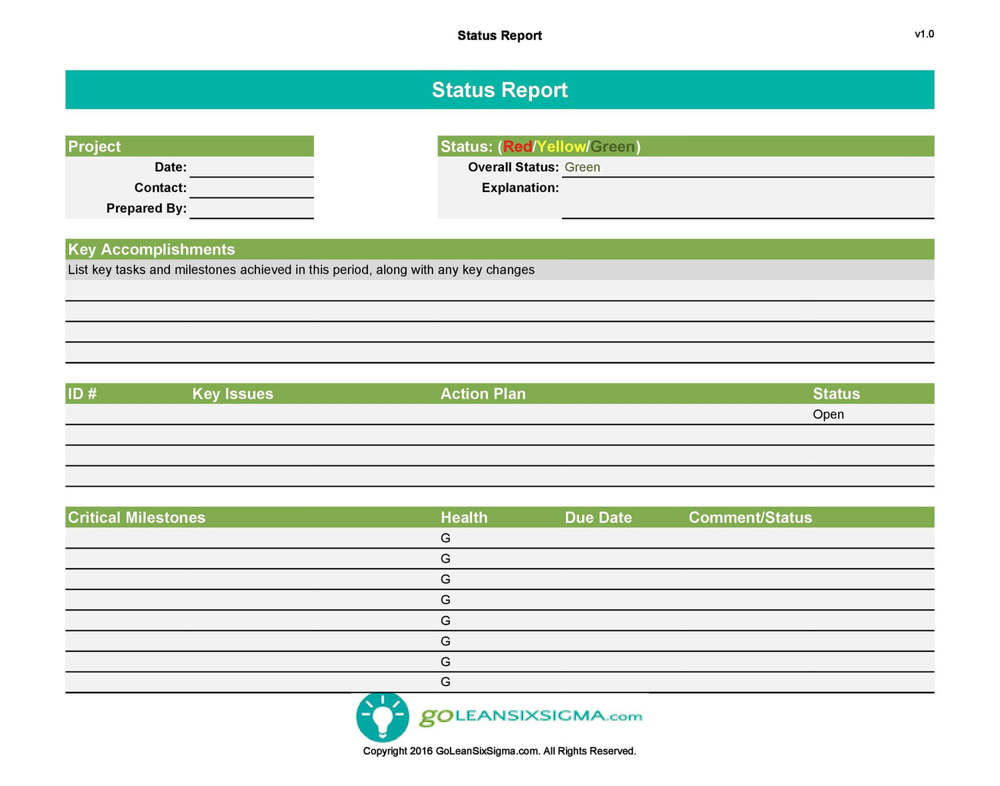 Status Report
v1.0
Status Report
Project
Date:
Contact:
Prepared By:
Status: (Red/Yellow/Green)
Overall Status: Green
Explanation:
Key Accomplishments
List key tasks and milestones achieved in this period, along with any key changes
ID # Key Issues Action Plan Status
Open
Critical Milestones Health Due Date Comment/Status
G
G
G
G
G
G
G
G
goLEANSIXSIGMA.com
Copyright 2016 GoLeanSixSigma.com. All Rights Reserved.